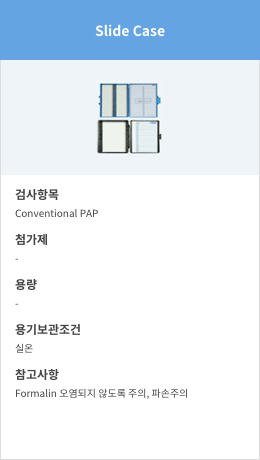 Slide Case
검사항목
Conventional PAP
첨가제
-
용량
-
용기보관조건
실온
참고사항
Formalin 오염되지 않도록 주의, 파손주의